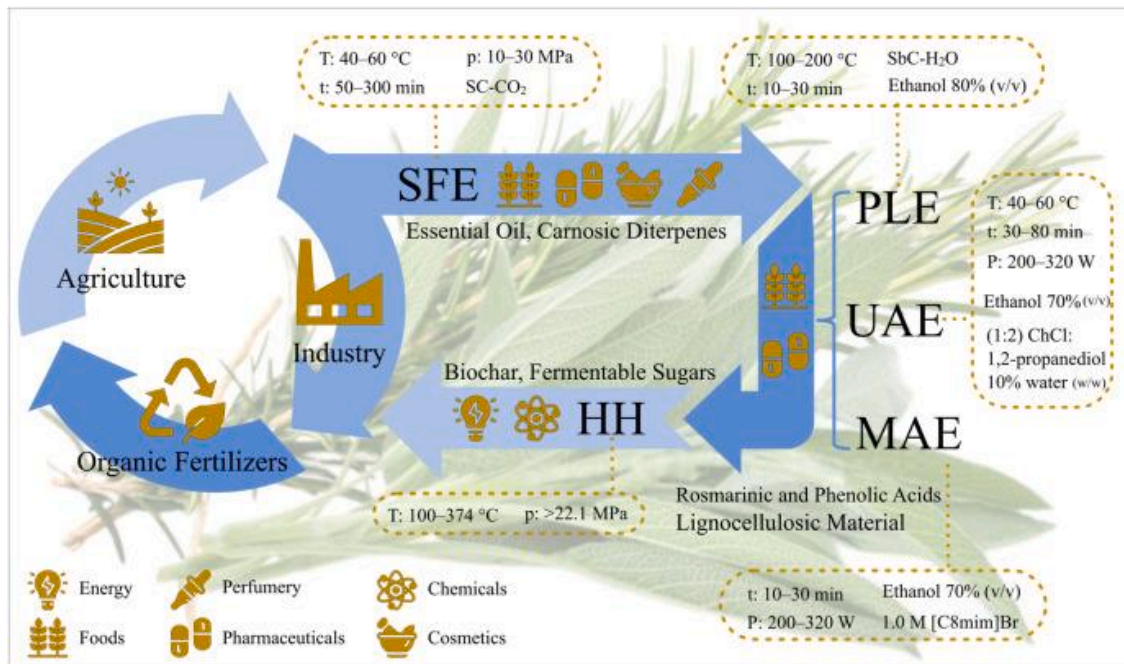 T: 40–60 °C p: 10–30 MPa
t: 50–300 min SC-CO₂
T: 100–200 °C SbC-H₂O
t: 10–30 min Ethanol 80% (v/v)
SFE
Essential Oil, Carnosic Diterpenes
PLE
T: 40–60 °C
t: 30–80 min
P: 200–320 W
Ethanol 70% (v/v)
(1:2) ChCl:
1,2-propanediol
10% water (w/w)
UAE
MAE
Agriculture
Industry
Biochar, Fermentable Sugars
HH
Organic Fertilizers
T: 100–374 °C p: >22.1 MPa
Rosmarinic and Phenolic Acids
Lignocellulosic Material
t: 10–30 min Ethanol 70% (v/v)
P: 200–320 W 1.0 M [C8mim]Br
Energy Perfumery Chemicals
Foods Pharmaceuticals Cosmetics